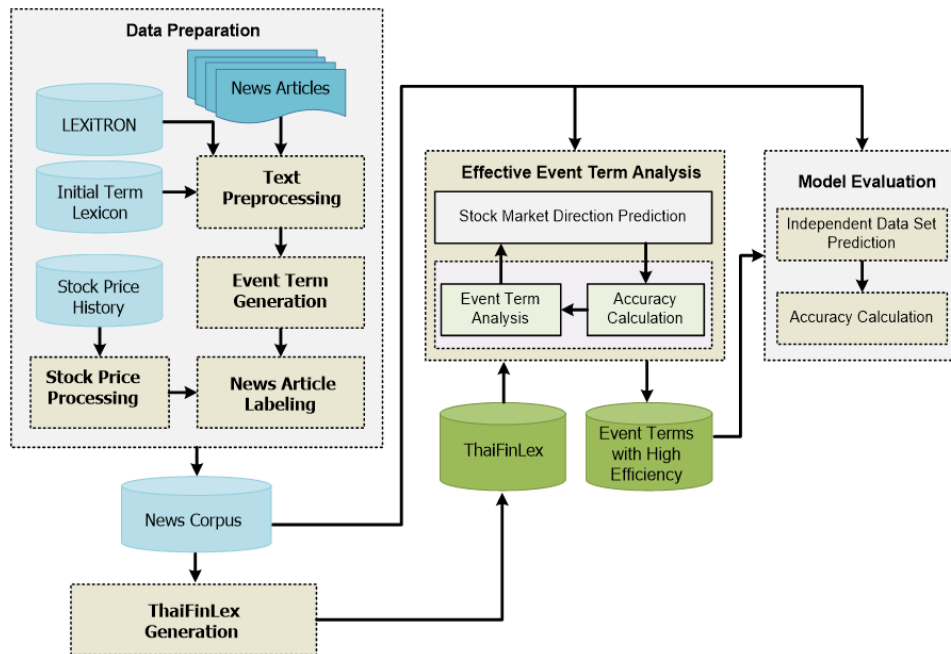 Data Preparation
News Articles
LEXiTRON
Text
Preprocessing
Initial Term
Lexicon
Event Term
Generation
Stock Price
History
Stock Price
Processing
News Article
Labeling
News Corpus
ThaiFinLex
Generation
Effective Event Term Analysis
Stock Market Direction Prediction
Event Term
Analysis
Accuracy
Calculation
ThaiFinLex
Event Terms
with High
Efficiency
Model Evaluation
Independent Data Set
Prediction
Accuracy Calculation